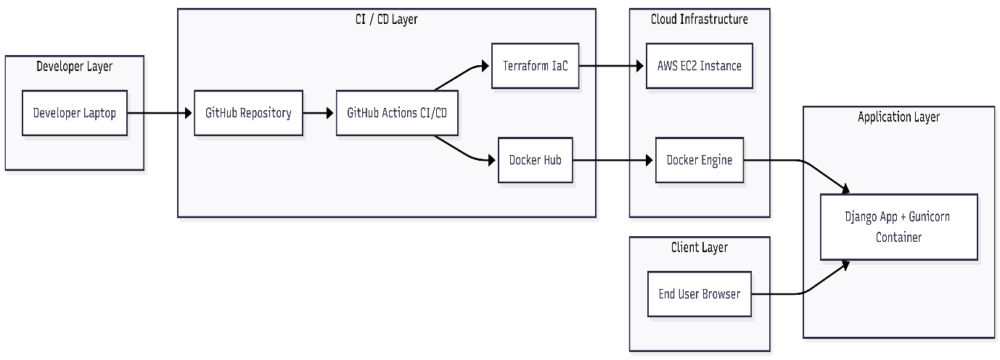 Developer Layer
Developer Laptop
CI / CD Layer
GitHub Repository
GitHub Actions CI/CD
Terraform IaC
Docker Hub
Cloud Infrastructure
AWS EC2 Instance
Docker Engine
Client Layer
End User Browser
Application Layer
Django App + Gunicorn
Container